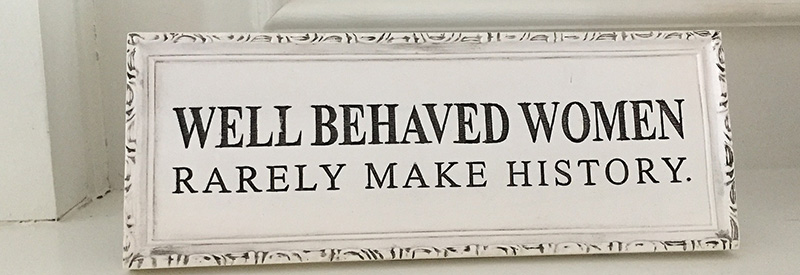 WELL BEHAVED WOMEN
RARELY MAKE HISTORY.